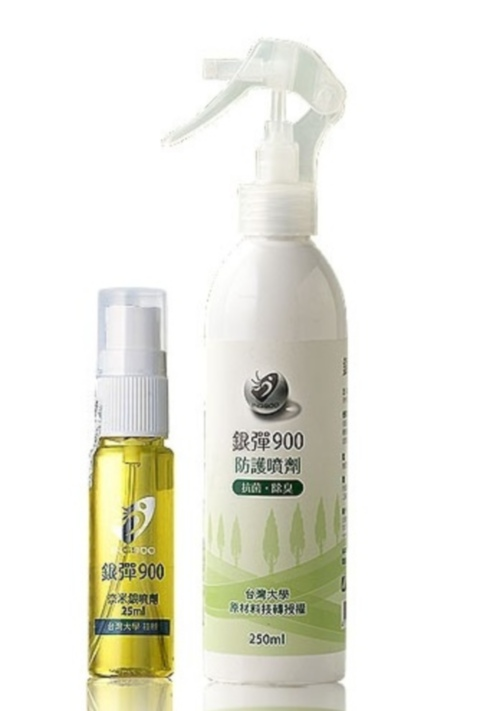 銀彈900
奈米銀噴劑
25ml
台灣大學
銀彈900
防護噴劑
抗菌・除臭
台灣大學
原材料技轉授權
250ml